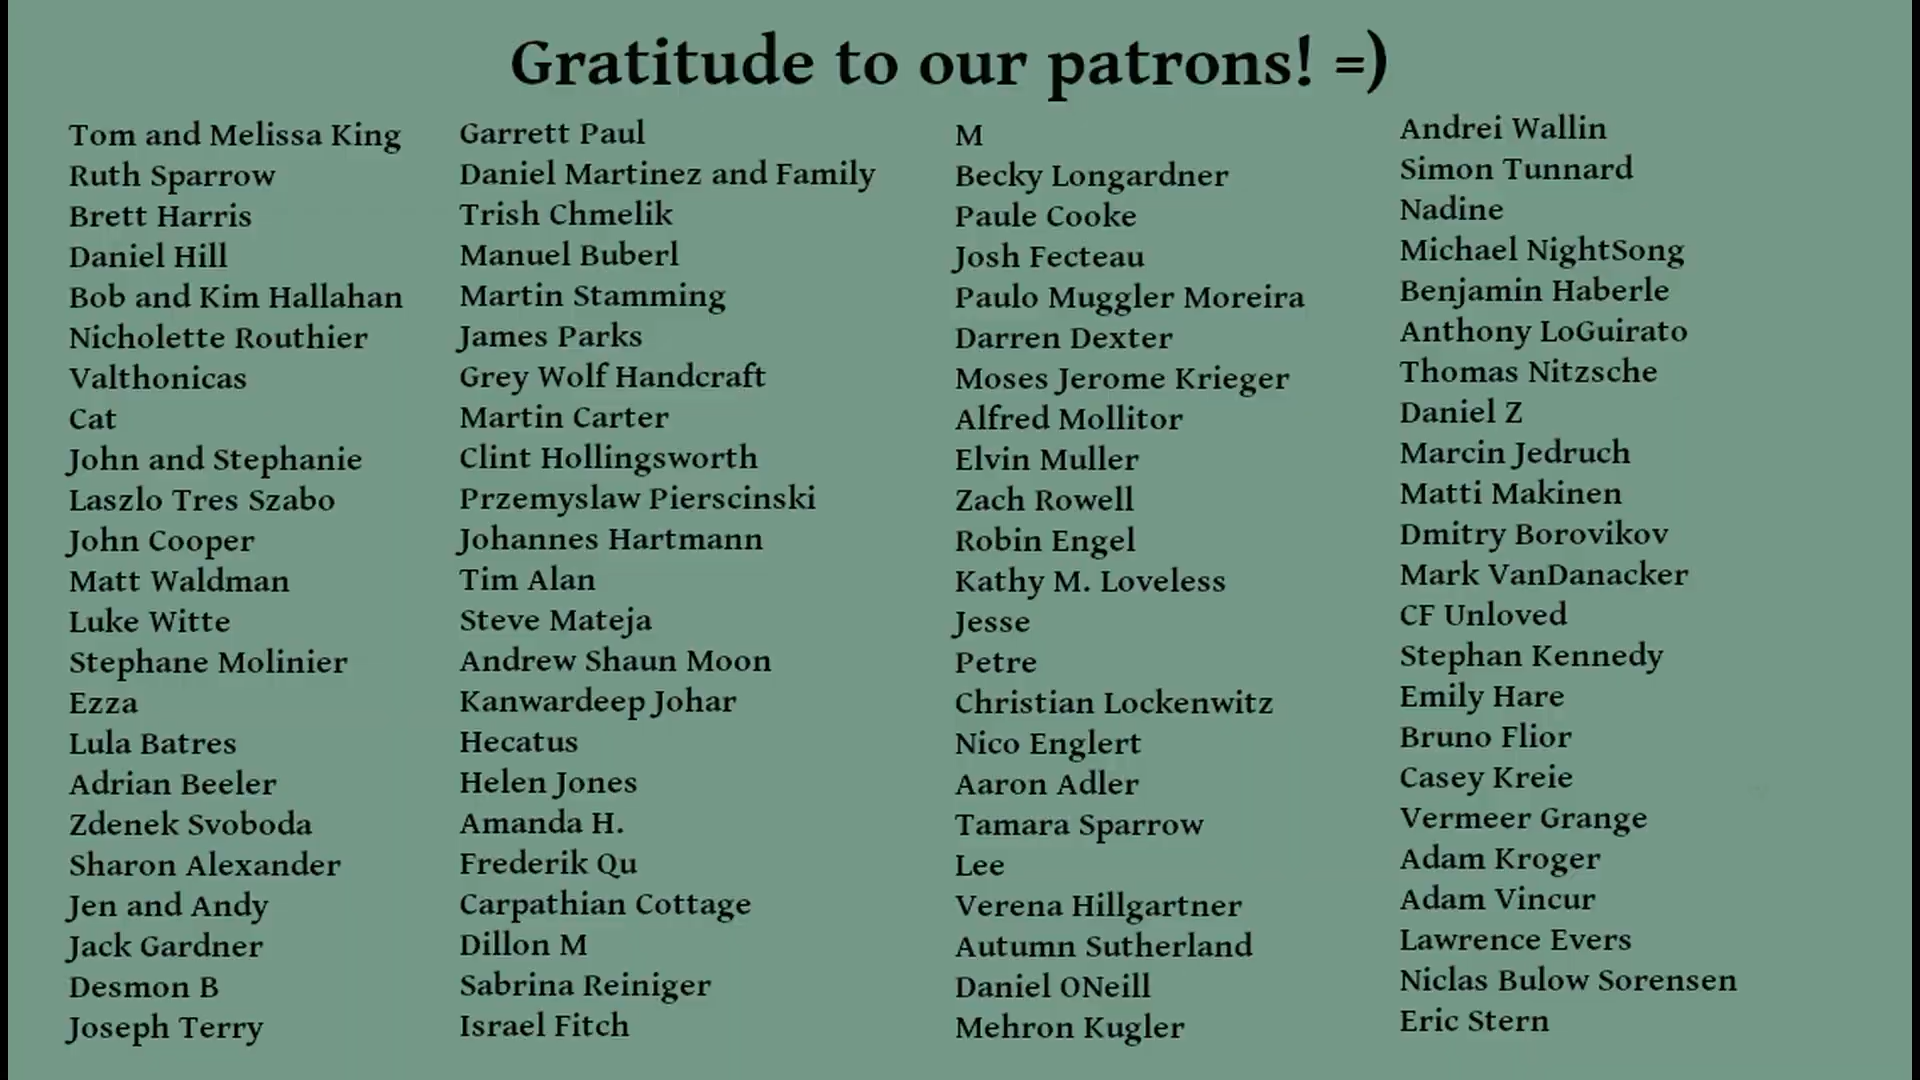 Gratitude to our patrons! =)
Tom and Melissa King
Ruth Sparrow
Brett Harris
Daniel Hill
Bob and Kim Hallahan
Nicholette Routhier
Valthonicas
Cat
John and Stephanie
Laszlo Tres Szabo
John Cooper
Matt Waldman
Luke Witte
Stephane Molinier
Ezza
Lula Batres
Adrian Beeler
Zdenek Svoboda
Sharon Alexander
Jen and Andy
Jack Gardner
Desmon B
Joseph Terry
Garrett Paul
Daniel Martinez and Family
Trish Chmelik
Manuel Buberl
Martin Stamming
James Parks
Grey Wolf Handcraft
Martin Carter
Clint Hollingsworth
Przemyslaw Pierscinski
Johannes Hartmann
Tim Alan
Steve Mateja
Andrew Shaun Moon
Kanwardeep Johar
Hecatus
Helen Jones
Amanda H.
Frederik Qu
Carpathian Cottage
Dillon M
Sabrina Reiniger
Israel Fitch
M
Becky Longardner
Paule Cooke
Josh Fecteau
Paulo Muggler Moreira
Darren Dexter
Moses Jerome Krieger
Alfred Mollitor
Elvin Muller
Zach Rowell
Robin Engel
Kathy M. Loveless
Jesse
Petre
Christian Lockenwitz
Nico Englert
Aaron Adler
Tamara Sparrow
Lee
Verena Hillgartner
Autumn Sutherland
Daniel ONeill
Mehron Kugler
Andrei Wallin
Simon Tunnard
Nadine
Michael NightSong
Benjamin Haberle
Anthony LoGuirato
Thomas Nitzsche
Daniel Z
Marcin Jedruch
Matti Makinen
Dmitry Borovikov
Mark VanDanacker
CF Unloved
Stephan Kennedy
Emily Hare
Bruno Flior
Casey Kreie
Vermeer Grange
Adam Kroger
Adam Vincur
Lawrence Evers
Niclas Bulow Sorensen
Eric Stern